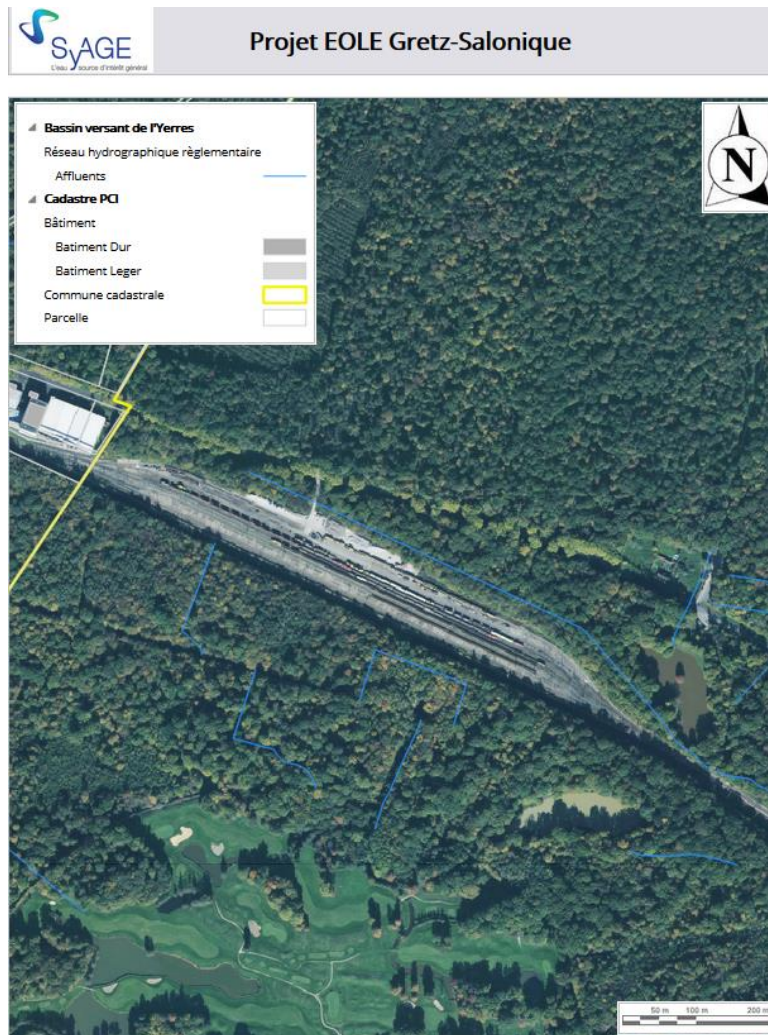 SyAGE
L'eau source d'intérêt général
Projet EOLE Gretz-Salonique
Bassin versant de l'Yerres
Réseau hydrographique règlementaire
Affluents
Cadastre PCI
Bâtiment
Batiment Dur
Batiment Leger
Commune cadastrale
Parcelle
N
50 m 100 m 200 m